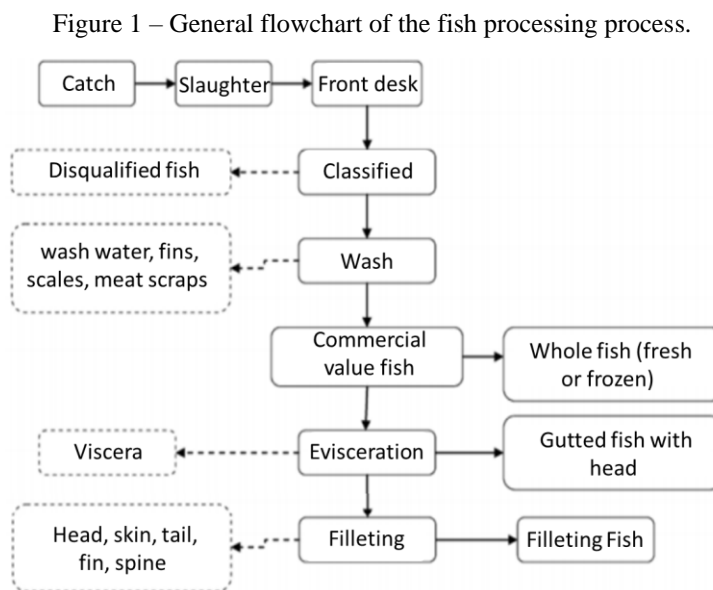 Figure 1 – General flowchart of the fish processing process.
Catch
Slaughter
Front desk
Disqualified fish
Classified
wash water, fins,
scales, meat scraps
Wash
Commercial
value fish
Whole fish (fresh
or frozen)
Viscera
Evisceration
Gutted fish with
head
Head, skin, tail,
fin, spine
Filleting
Filleting Fish